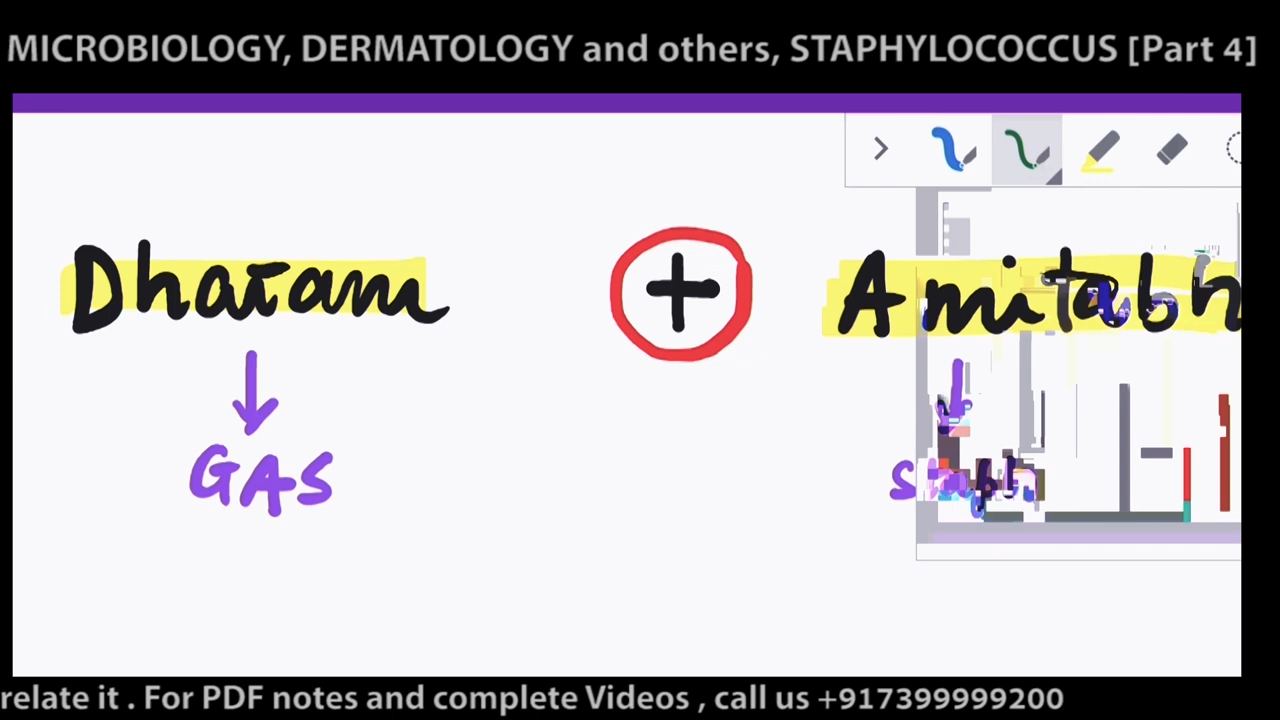 MICROBIOLOGY, DERMATOLOGY and others, STAPHYLOCOCCUS [Part 4]
Dharam + Amitabh
GAS
relate it . For PDF notes and complete Videos , call us +917399999200